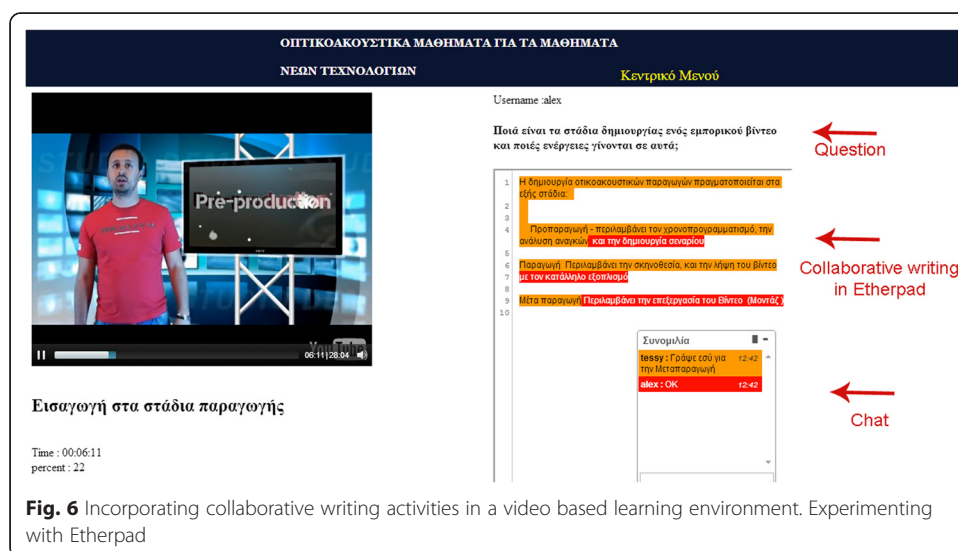 ΟΠΤΙΚΟΑΚΟΥΣΤΙΚΑ ΜΑΘΗΜΑΤΑ ΓΙΑ ΤΑ ΜΑΘΗΜΑΤΑ
ΝΕΩΝ ΤΕΧΝΟΛΟΓΙΩΝ
Κεντρικό Μενού
Pre-production
YouTube
06:11|28:04
Εισαγωγή στα στάδια παραγωγής
Time : 00:06:11
percent : 22
Username :alex
Ποιά είναι τα στάδια δημιουργίας ενός εμπορικού βίντεο
και ποιές ενέργειες γίνονται σε αυτά;
Question
1 Η δημιουργία οτικοακουστικών παραγωγών πραγματοποιείται στα
εξής στάδια:
2
3
4 Προπαραγωγή - περιλαμβάνει τον χρονοπρογραμματισμό, την
ανάλυση αναγκών και την δημιουργία σεναρίου
5
6 Παραγωγή Περιλαμβάνει την σκηνοθεσία, και την λήψη του βίντεο
7 με τον κατάλληλο εξοπλισμό
8
9 Μέτα παραγωγή Περιλαμβάνει την επεξεργασία του Βίντεο (Μοντάζ )
10
Collaborative writing
in Etherpad
Συνομιλία
tessy : Γράψε εσύ για 12:42
την Μεταπαραγωγή
alex : OK 12:42
Chat
Fig. 6 Incorporating collaborative writing activities in a video based learning environment. Experimenting
with Etherpad